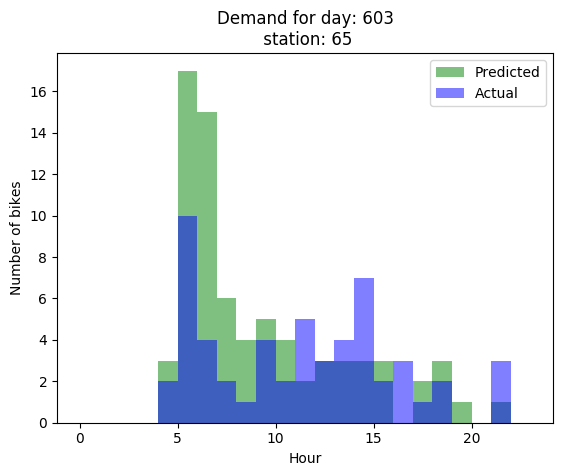 Demand for day: 603
station: 65
Predicted
Actual
Number of bikes
16
14
12
10
8
6
4
2
0
0 5 10 15 20
Hour